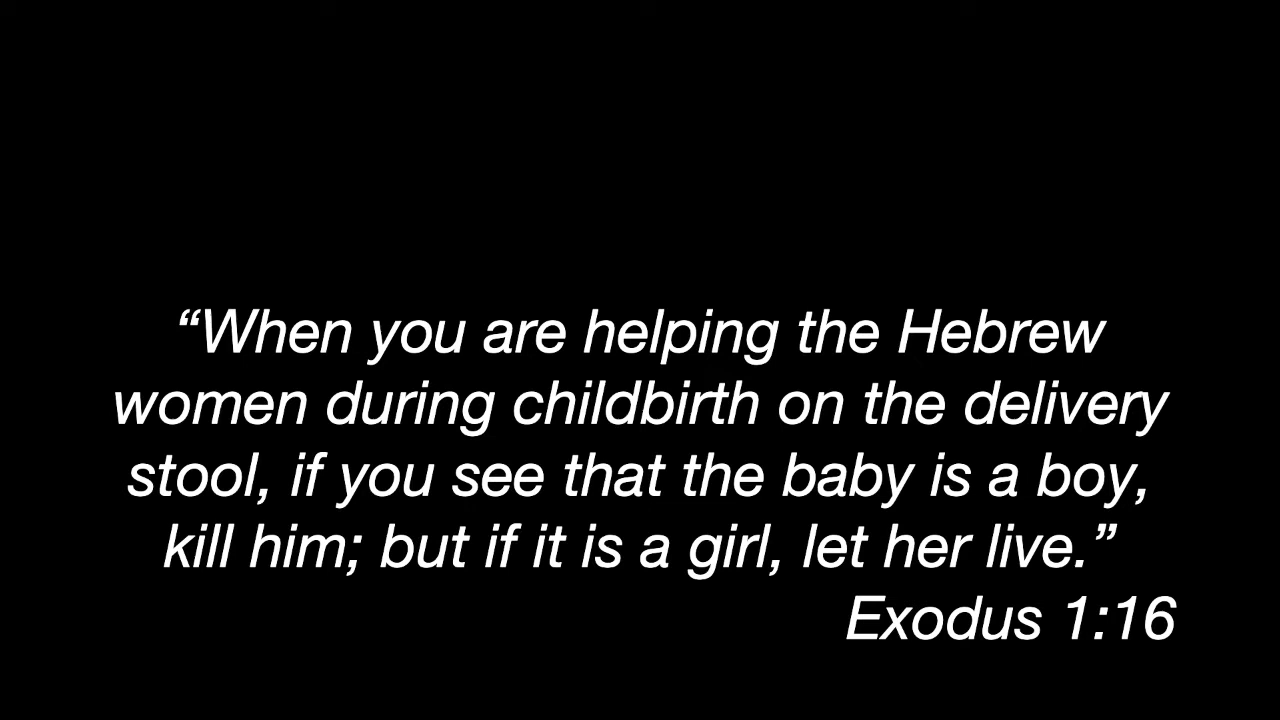 “When you are helping the Hebrew
women during childbirth on the delivery
stool, if you see that the baby is a boy,
kill him; but if it is a girl, let her live.”
Exodus 1:16